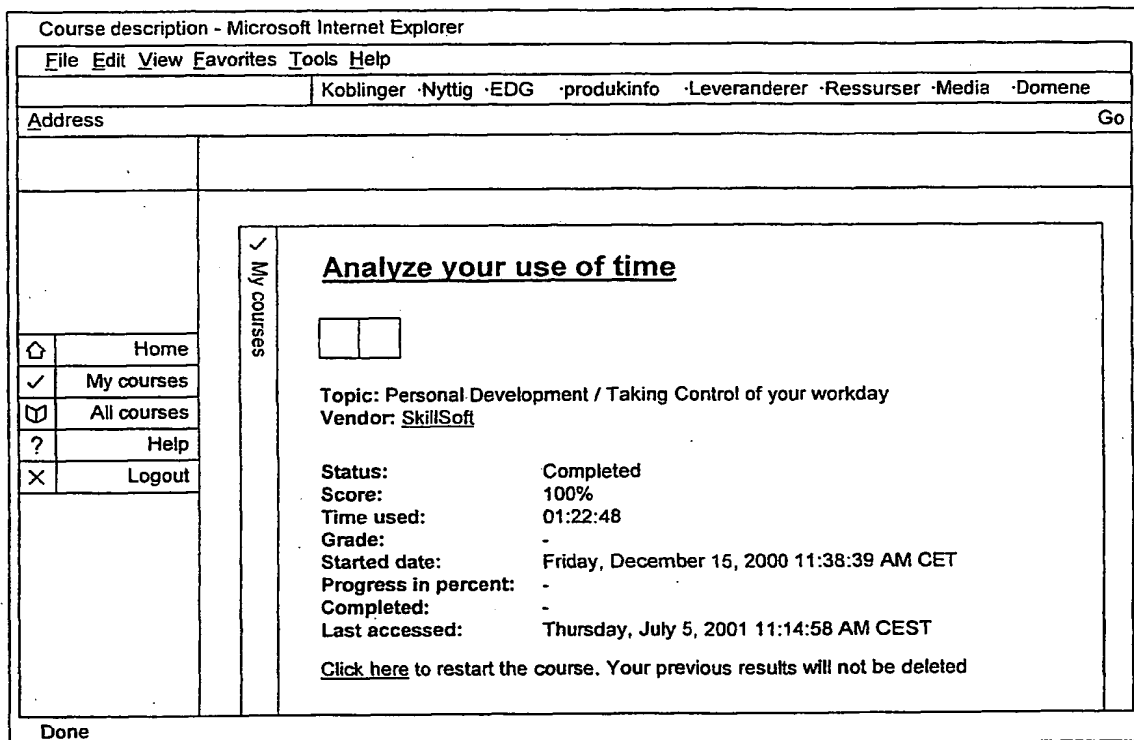 Course description - Microsoft Internet Explorer
File Edit View Favorites Tools Help
Koblinger ·Nyttig ·EDG ·produkinfo ·Leveranderer ·Ressurser ·Media ·Domene
Address Go
✓ My courses
Analyze your use of time
Home
My courses
All courses
? Help
Logout
Topic: Personal Development / Taking Control of your workday
Vendor: SkillSoft
Status: Completed
Score: 100%
Time used: 01:22:48
Grade: -
Started date: Friday, December 15, 2000 11:38:39 AM CET
Progress in percent: -
Completed: -
Last accessed: Thursday, July 5, 2001 11:14:58 AM CEST
Click here to restart the course. Your previous results will not be deleted
Done